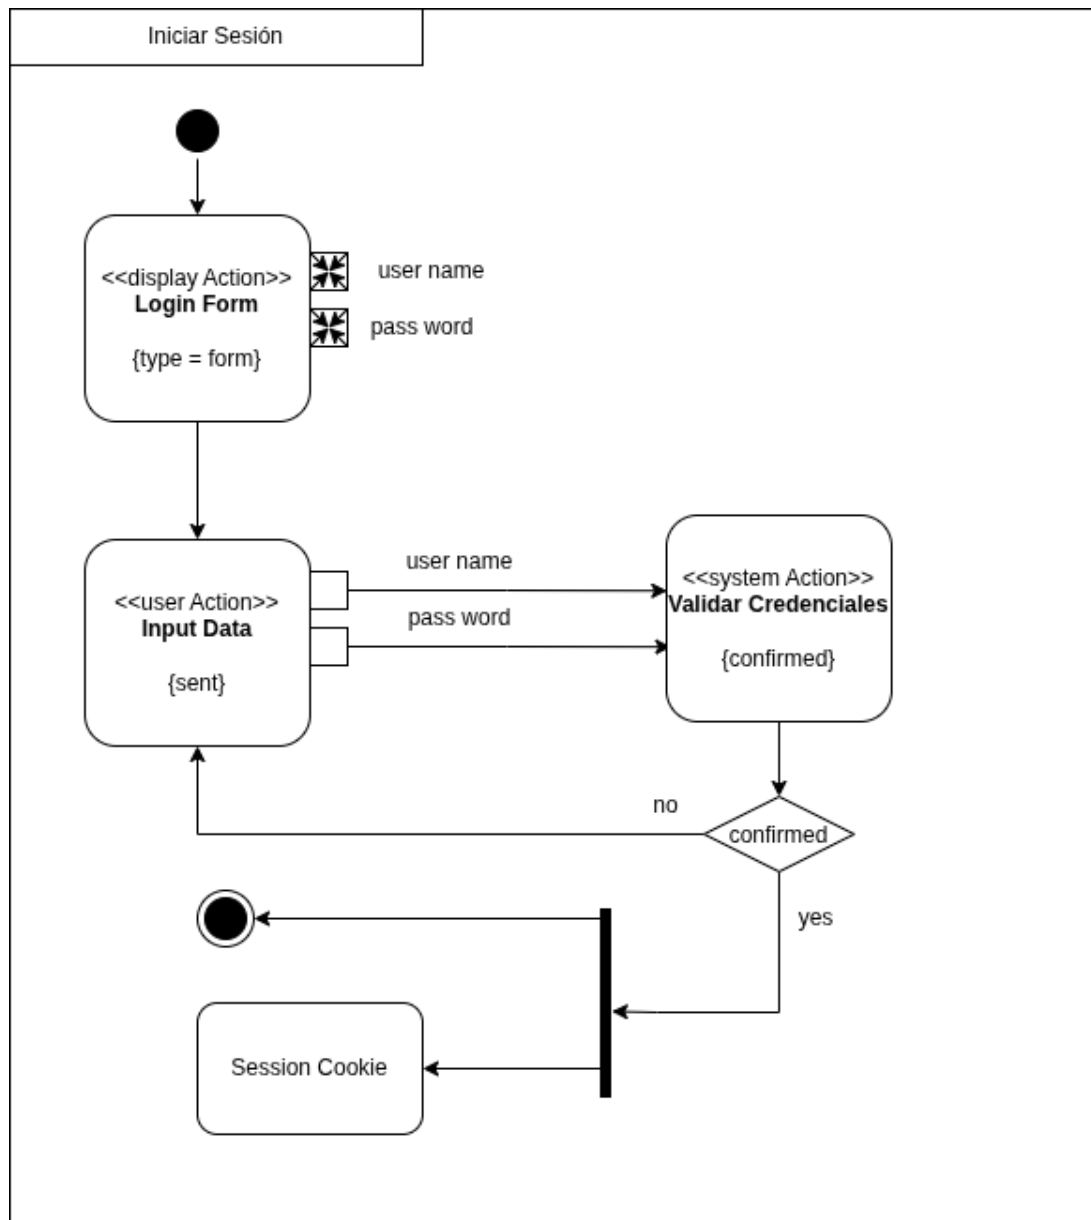 Iniciar Sesión
<<display Action>>
Login Form
{type = form}
user name
pass word
<<user Action>>
Input Data
{sent}
user name
pass word
<<system Action>>
Validar Credenciales
{confirmed}
no
confirmed
yes
Session Cookie